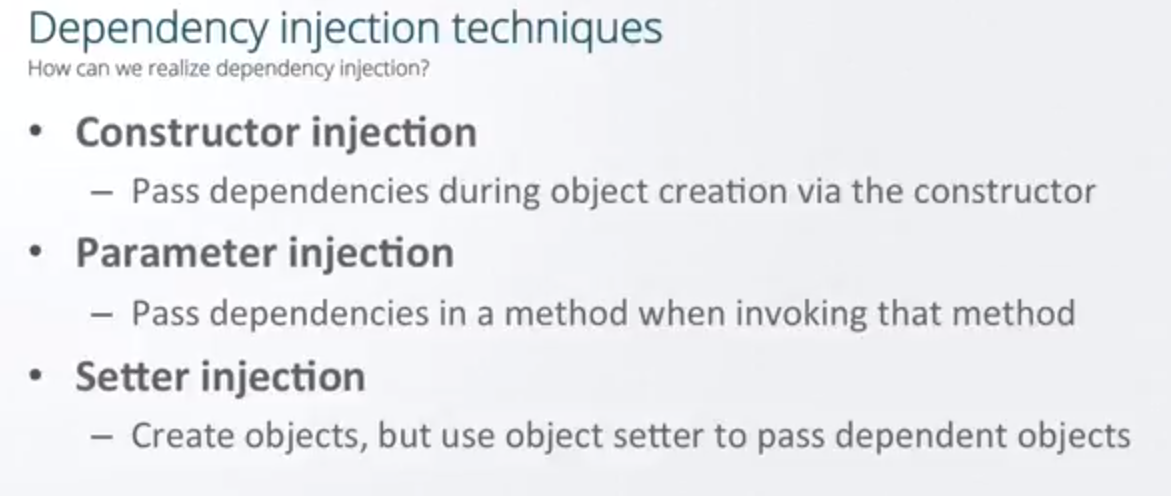 Dependency injection techniques
How can we realize dependency injection?
• Constructor injection
– Pass dependencies during object creation via the constructor
• Parameter injection
– Pass dependencies in a method when invoking that method
• Setter injection
– Create objects, but use object setter to pass dependent objects